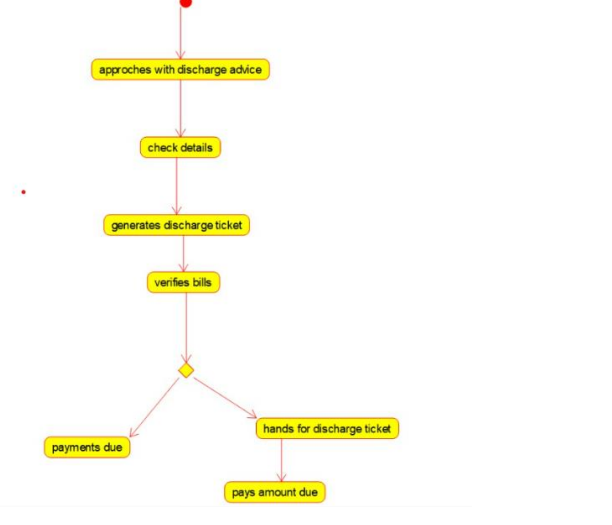 approches with discharge advice
check details
generates discharge ticket
verifies bills
hands for discharge ticket
payments due
pays amount due